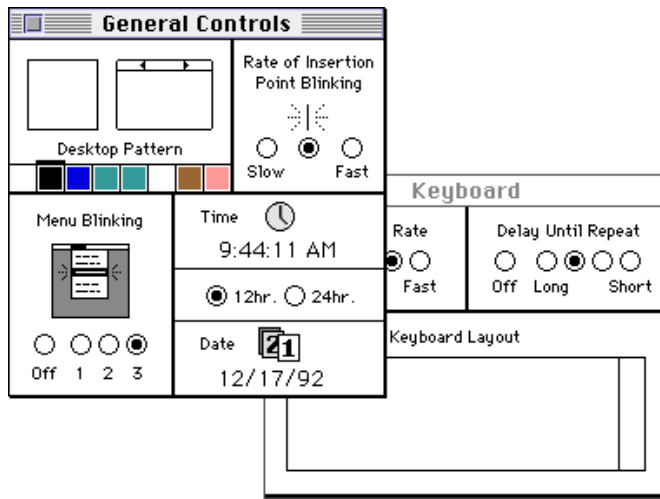 General Controls
Rate of Insertion
Point Blinking
Desktop Pattern
Slow Fast
Menu Blinking
Off 1 2 3
Time
9:44:11 AM
12hr. 24hr.
Date
2 1
12/17/92
Keyboard
Rate
Fast
Delay Until Repeat
Off Long Short
Keyboard Layout